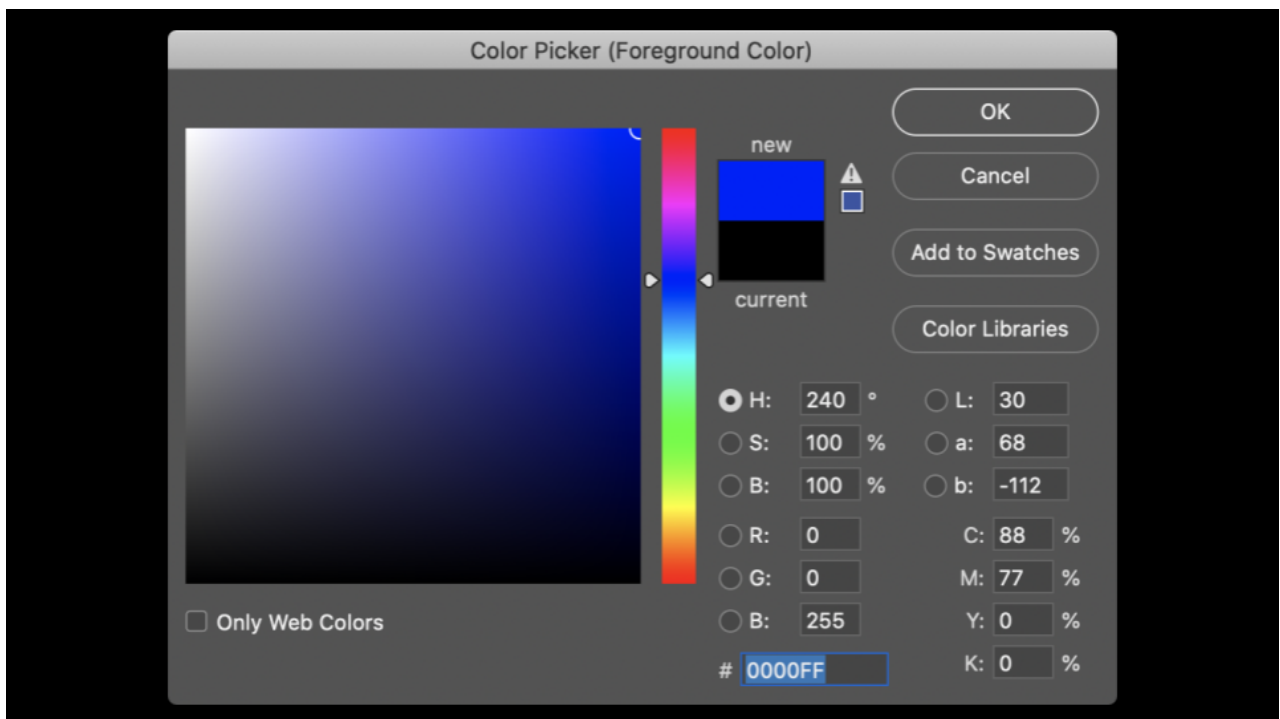 Color Picker (Foreground Color)
OK
new
Cancel
Add to Swatches
current
Color Libraries
H: 240 ° L: 30
S: 100 % a: 68
B: 100 % b: -112
R: 0 C: 88 %
G: 0 M: 77 %
Only Web Colors B: 255 Y: 0 %
# 0000FF K: 0 %